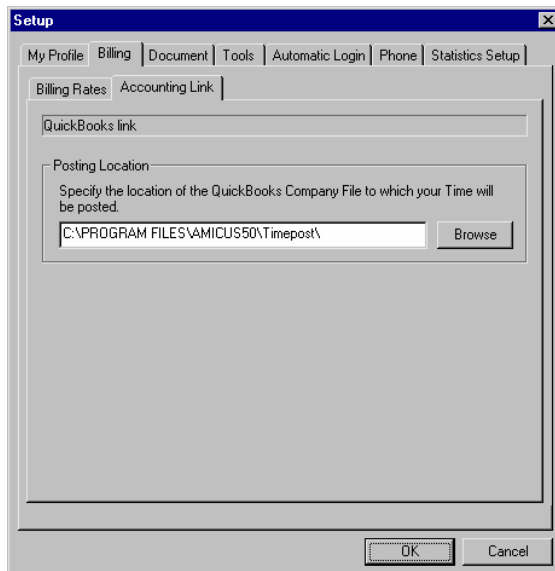 Setup
My Profile Billing Document Tools Automatic Login Phone Statistics Setup
Billing Rates Accounting Link
QuickBooks link
Posting Location
Specify the location of the QuickBooks Company File to which your Time will
be posted.
C:\PROGRAM FILES\AMICUS50\Timepost\
Browse
OK Cancel